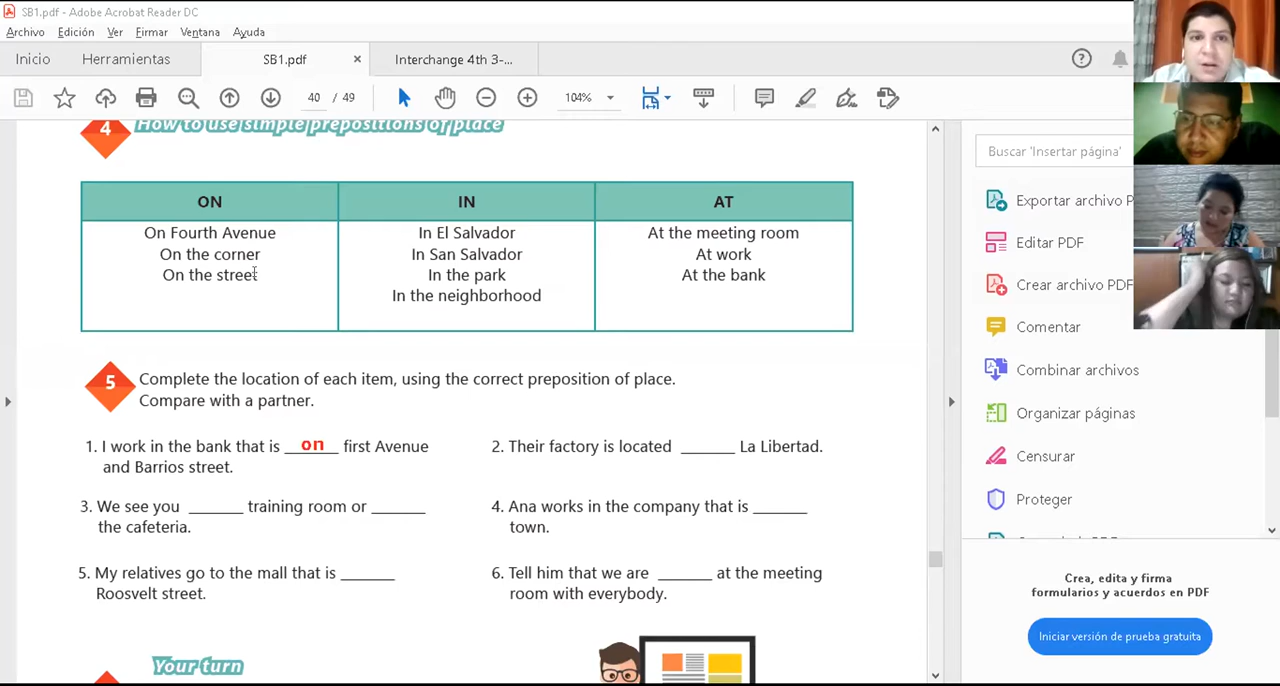 SB1.pdf - Adobe Acrobat Reader DC
Archivo Edición Ver Firmar Ventana Ayuda
Inicio Herramientas SB1.pdf × Interchange 4th 3-...
40 / 49 104%
4 How to use simple prepositions of place
ON IN AT
On Fourth Avenue In El Salvador At the meeting room
On the corner In San Salvador At work
On the street In the park At the bank
In the neighborhood
5 Complete the location of each item, using the correct preposition of place.
Compare with a partner.
1. I work in the bank that is on first Avenue
and Barrios street.
2. Their factory is located ______ La Libertad.
3. We see you ______ training room or ______
the cafeteria.
4. Ana works in the company that is ______
town.
5. My relatives go to the mall that is ______
Roosvelt street.
6. Tell him that we are ______ at the meeting
room with everybody.
Your turn
Buscar 'Insertar página'
Exportar archivo P
Editar PDF
Crear archivo PDF
Comentar
Combinar archivos
Organizar páginas
Censurar
Proteger
Crea, edita y firma
formularios y acuerdos en PDF
Iniciar versión de prueba gratuita